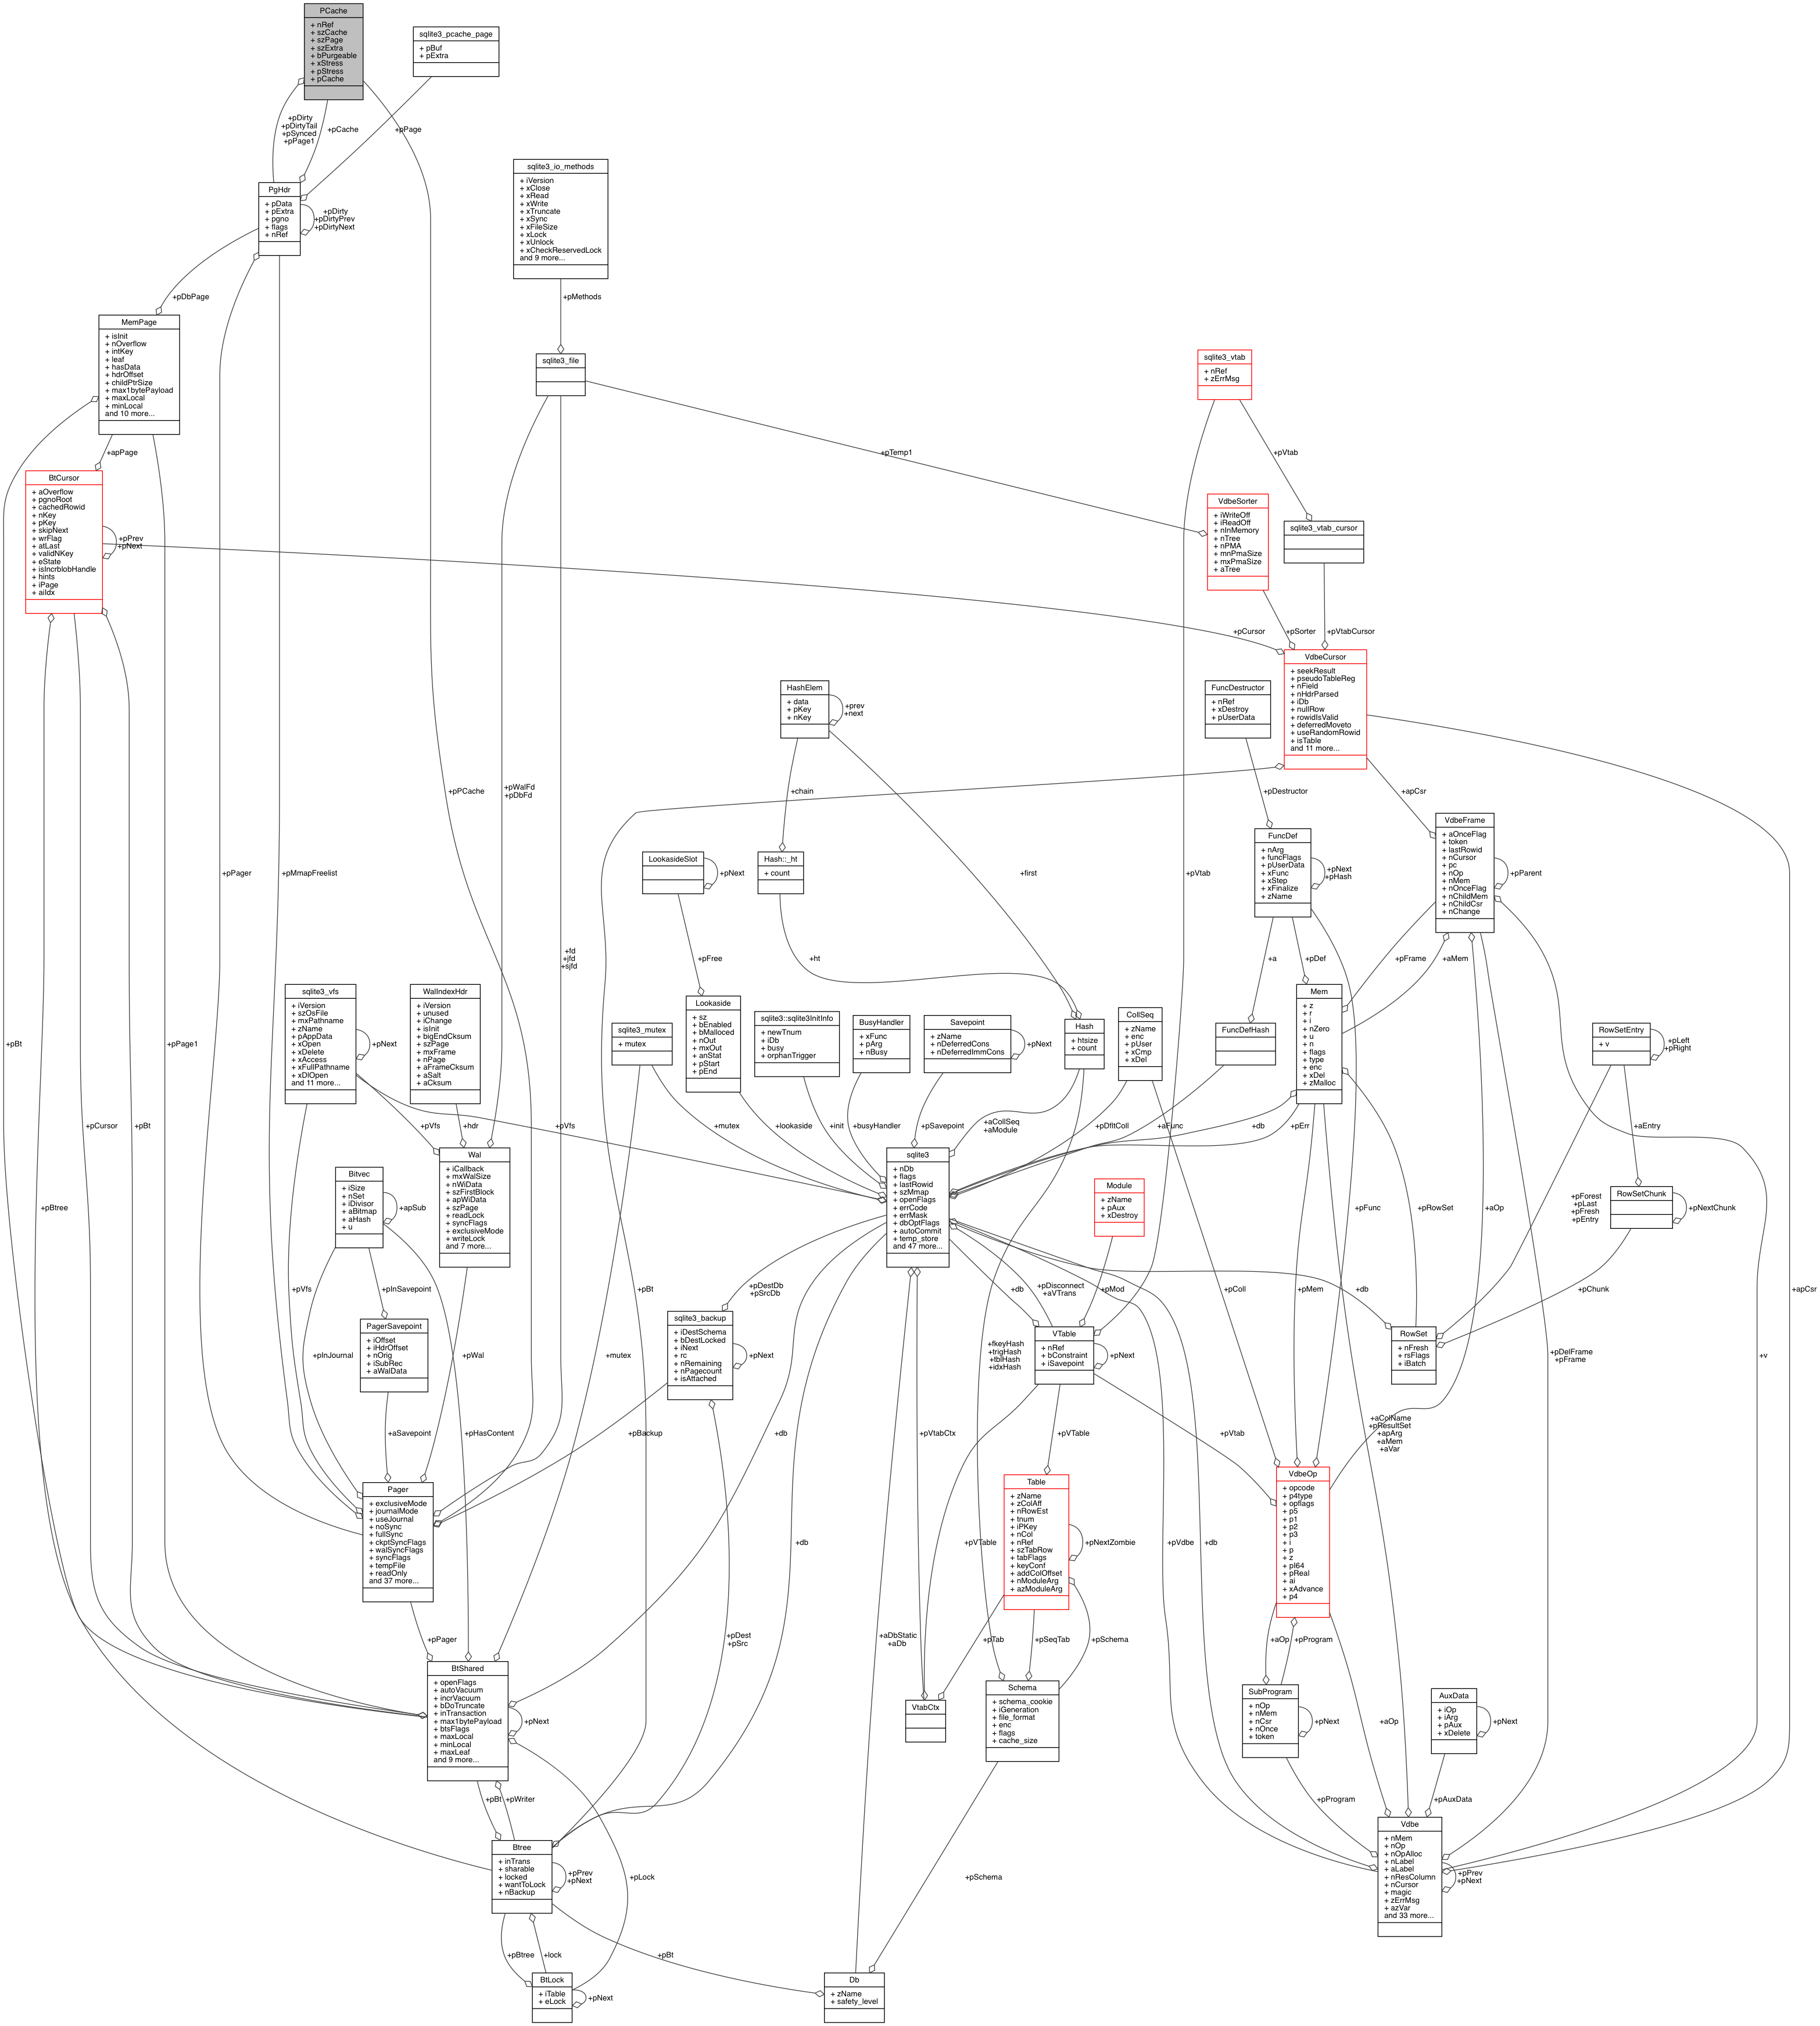 PCache
+ nRef
+ szCache
+ szPage
+ szExtra
+ bPurgeable
+ xStress
+ pStress
+ pCache
sqlite3_pcache_page
+ pBuf
+ pExtra
+pDirty
+pDirtyTail
+pSynced
+pPage1
+pCache
+pPage
sqlite3_io_methods
+ iVersion
+ xClose
+ xRead
+ xWrite
+ xTruncate
+ xSync
+ xFileSize
+ xLock
+ xUnlock
+ xCheckReservedLock
and 9 more...
PgHdr
+ pData
+ pExtra
+ pgno
+ flags
+ nRef
+pDirty
+pDirtyPrev
+pDirtyNext
+pDbPage
+pMethods
MemPage
+ isInit
+ nOverflow
+ intKey
+ leaf
+ hasData
+ hdrOffset
+ childPtrSize
+ max1bytePayload
+ maxLocal
+ minLocal
and 10 more...
sqlite3_file
sqlite3_vtab
+ nRef
+ zErrMsg
+apPage
+pTemp1
+pVtab
BtCursor
+ aOverflow
+ pgnoRoot
+ cachedRowid
+ nKey
+ pKey
+ skipNext
+ wrFlag
+ atLast
+ validNKey
+ eState
+ isIncrblobHandle
+ hints
+ iPage
+ aiIdx
+pPrev
+pNext
VdbeSorter
+ iWriteOff
+ iReadOff
+ nInMemory
+ nTree
+ nPMA
+ mnPmaSize
+ mxPmaSize
+ aTree
sqlite3_vtab_cursor
+pCursor
+pSorter
+pVtabCursor
VdbeCursor
+ seekResult
+ pseudoTableReg
+ nField
+ nHdrParsed
+ iDb
+ nullRow
+ rowidIsValid
+ deferredMoveto
+ useRandomRowid
+ isTable
and 11 more...
HashElem
+ data
+ pKey
+ nKey
+prev
+next
FuncDestructor
+ nRef
+ xDestroy
+ pUserData
+pPCache
+pWalFd
+pDbFd
+chain
+pDestructor
+apCsr
VdbeFrame
+ aOnceFlag
+ token
+ lastRowid
+ nCursor
+ pc
+ nOp
+ nMem
+ nOnceFlag
+ nChildMem
+ nChildCsr
+ nChange
+pParent
FuncDef
+ nArg
+ funcFlags
+ pUserData
+ xFunc
+ xStep
+ xFinalize
+ zName
+pNext
+pHash
LookasideSlot
+pNext
Hash::_ht
+ count
+first
+pVtab
+pPager
+pMmapFreelist
+fd
+jfd
+sjfd
+pFree
+ht
+a
+pDef
+pFrame
+aMem
sqlite3_vfs
+ iVersion
+ szOsFile
+ mxPathname
+ zName
+ pAppData
+ xOpen
+ xDelete
+ xAccess
+ xFullPathname
+ xDlOpen
and 11 more...
+pNext
WalIndexHdr
+ iVersion
+ unused
+ iChange
+ isInit
+ bigEndCksum
+ szPage
+ mxFrame
+ nPage
+ aFrameCksum
+ aSalt
+ aCksum
sqlite3_mutex
+ mutex
Lookaside
+ sz
+ bEnabled
+ bMalloced
+ nOut
+ mxOut
+ anStat
+ pStart
+ pEnd
sqlite3::sqlite3InitInfo
+ newTnum
+ iDb
+ busy
+ orphanTrigger
BusyHandler
+ xFunc
+ pArg
+ nBusy
Savepoint
+ zName
+ nDeferredCons
+ nDeferredImmCons
+pNext
Hash
+ htsize
+ count
CollSeq
+ zName
+ enc
+ pUser
+ xCmp
+ xDel
FuncDefHash
Mem
+ z
+ r
+ i
+ nZero
+ u
+ n
+ flags
+ type
+ enc
+ xDel
+ zMalloc
RowSetEntry
+ v
+pLeft
+pRight
+pBt
+pPage1
+pCursor
+pBt
+pVfs
+hdr
+pVfs
+mutex
+lookaside
+init
+busyHandler
+pSavepoint
+aCollSeq
+aModule
+pDfltColl
+aFunc
+db
+pErr
+aEntry
Wal
+ iCallback
+ mxWalSize
+ nWiData
+ szFirstBlock
+ apWiData
+ szPage
+ readLock
+ syncFlags
+ exclusiveMode
+ writeLock
and 7 more...
sqlite3
+ nDb
+ flags
+ lastRowid
+ szMmap
+ openFlags
+ errCode
+ errMask
+ dbOptFlags
+ autoCommit
+ temp_store
and 47 more...
Bitvec
+ iSize
+ nSet
+ iDivisor
+ aBitmap
+ aHash
+ u
+apSub
Module
+ zName
+ pAux
+ xDestroy
RowSetChunk
+pNextChunk
+pBtree
+pFunc
+pRowSet
+aOp
+pForest
+pLast
+pFresh
+pEntry
+pVfs
+pInSavepoint
+pBt
+pDestDb
+pSrcDb
+db
+pDisconnect
+aVTrans
+pMod
+pColl
+pMem
+db
+pChunk
+apCsr
PagerSavepoint
+ iOffset
+ iHdrOffset
+ nOrig
+ iSubRec
+ aWalData
sqlite3_backup
+ iDestSchema
+ bDestLocked
+ iNext
+ rc
+ nRemaining
+ nPagecount
+ isAttached
+pNext
VTable
+ nRef
+ bConstraint
+ iSavepoint
+pNext
RowSet
+ nFresh
+ rsFlags
+ iBatch
+pInJournal
+pWal
+mutex
+fkeyHash
+trigHash
+tblHash
+idxHash
+pDelFrame
+pFrame
+v
+aSavepoint
+pHasContent
+pBackup
+db
+pVtabCtx
+pVTable
+pVtab
+aColName
+pResultSet
+apArg
+aMem
+aVar
Pager
+ exclusiveMode
+ journalMode
+ useJournal
+ noSync
+ fullSync
+ ckptSyncFlags
+ walSyncFlags
+ syncFlags
+ tempFile
+ readOnly
and 37 more...
Table
+ zName
+ zColAff
+ nRowEst
+ tnum
+ iPKey
+ nCol
+ nRef
+ szTabRow
+ tabFlags
+ keyConf
+ addColOffset
+ nModuleArg
+ azModuleArg
+pNextZombie
VdbeOp
+ opcode
+ p4type
+ opflags
+ p5
+ p1
+ p2
+ p3
+ i
+ p
+ z
+ pI64
+ pReal
+ ai
+ xAdvance
+ p4
+db
+pVTable
+pVdbe
+db
+pPager
+pDest
+pSrc
+aDbStatic
+aDb
+pTab
+pSeqTab
+pSchema
+aOp
+pProgram
BtShared
+ openFlags
+ autoVacuum
+ incrVacuum
+ bDoTruncate
+ inTransaction
+ max1bytePayload
+ btsFlags
+ maxLocal
+ minLocal
+ maxLeaf
and 9 more...
+pNext
VtabCtx
Schema
+ schema_cookie
+ iGeneration
+ file_format
+ enc
+ flags
+ cache_size
SubProgram
+ nOp
+ nMem
+ nCsr
+ nOnce
+ token
+pNext
AuxData
+ iOp
+ iArg
+ pAux
+ xDelete
+pNext
+aOp
+pBt
+pWriter
+pProgram
+pAuxData
Btree
+ inTrans
+ sharable
+ locked
+ wantToLock
+ nBackup
+pPrev
+pNext
+pLock
+pSchema
Vdbe
+ nMem
+ nOp
+ nOpAlloc
+ nLabel
+ aLabel
+ nResColumn
+ nCursor
+ magic
+ zErrMsg
+ azVar
and 33 more...
+pPrev
+pNext
+pBtree
+lock
+pBt
BtLock
+ iTable
+ eLock
+pNext
Db
+ zName
+ safety_level